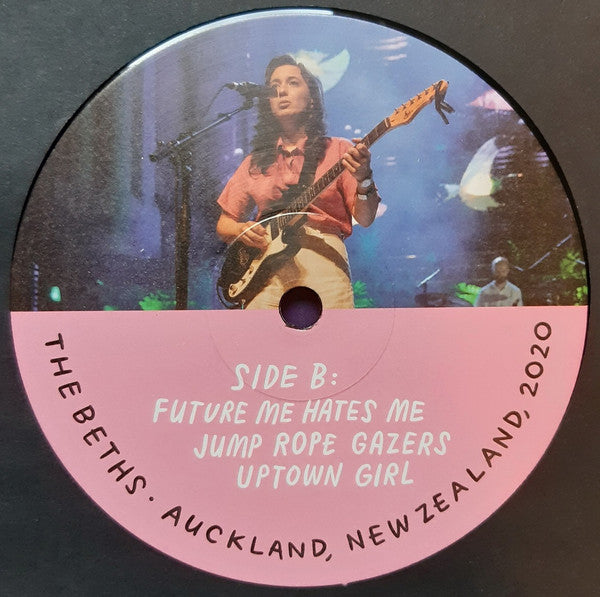 SIDE B:
FUTURE ME HATES ME
JUMP ROPE GAZERS
UPTOWN GIRL
THE BETHS • AUCKLAND, NEW ZEALAND, 2020